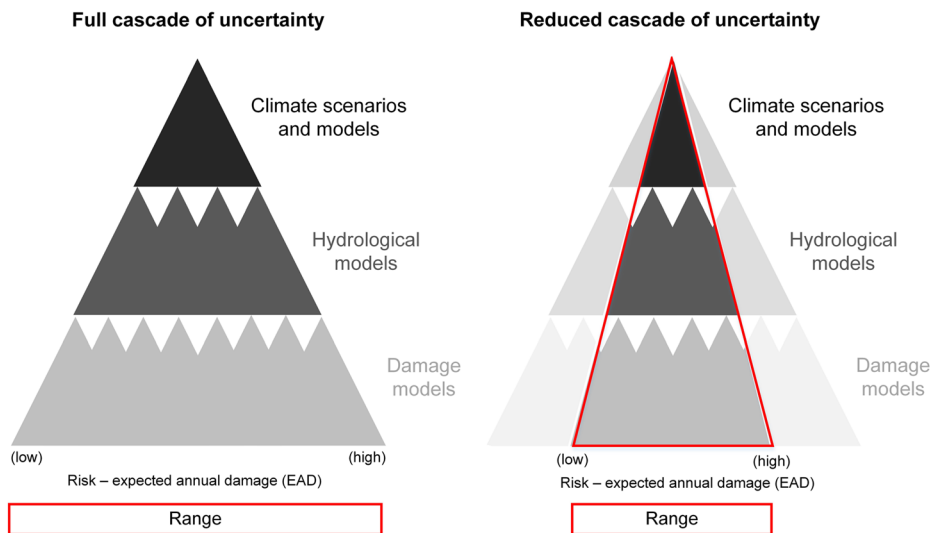 Full cascade of uncertainty
Climate scenarios
and models
Hydrological
models
Damage
models
(low)
(high)
Risk – expected annual damage (EAD)
Range
Reduced cascade of uncertainty
Climate scenarios
and models
Hydrological
models
Damage
models
(low)
(high)
Risk – expected annual damage (EAD)
Range